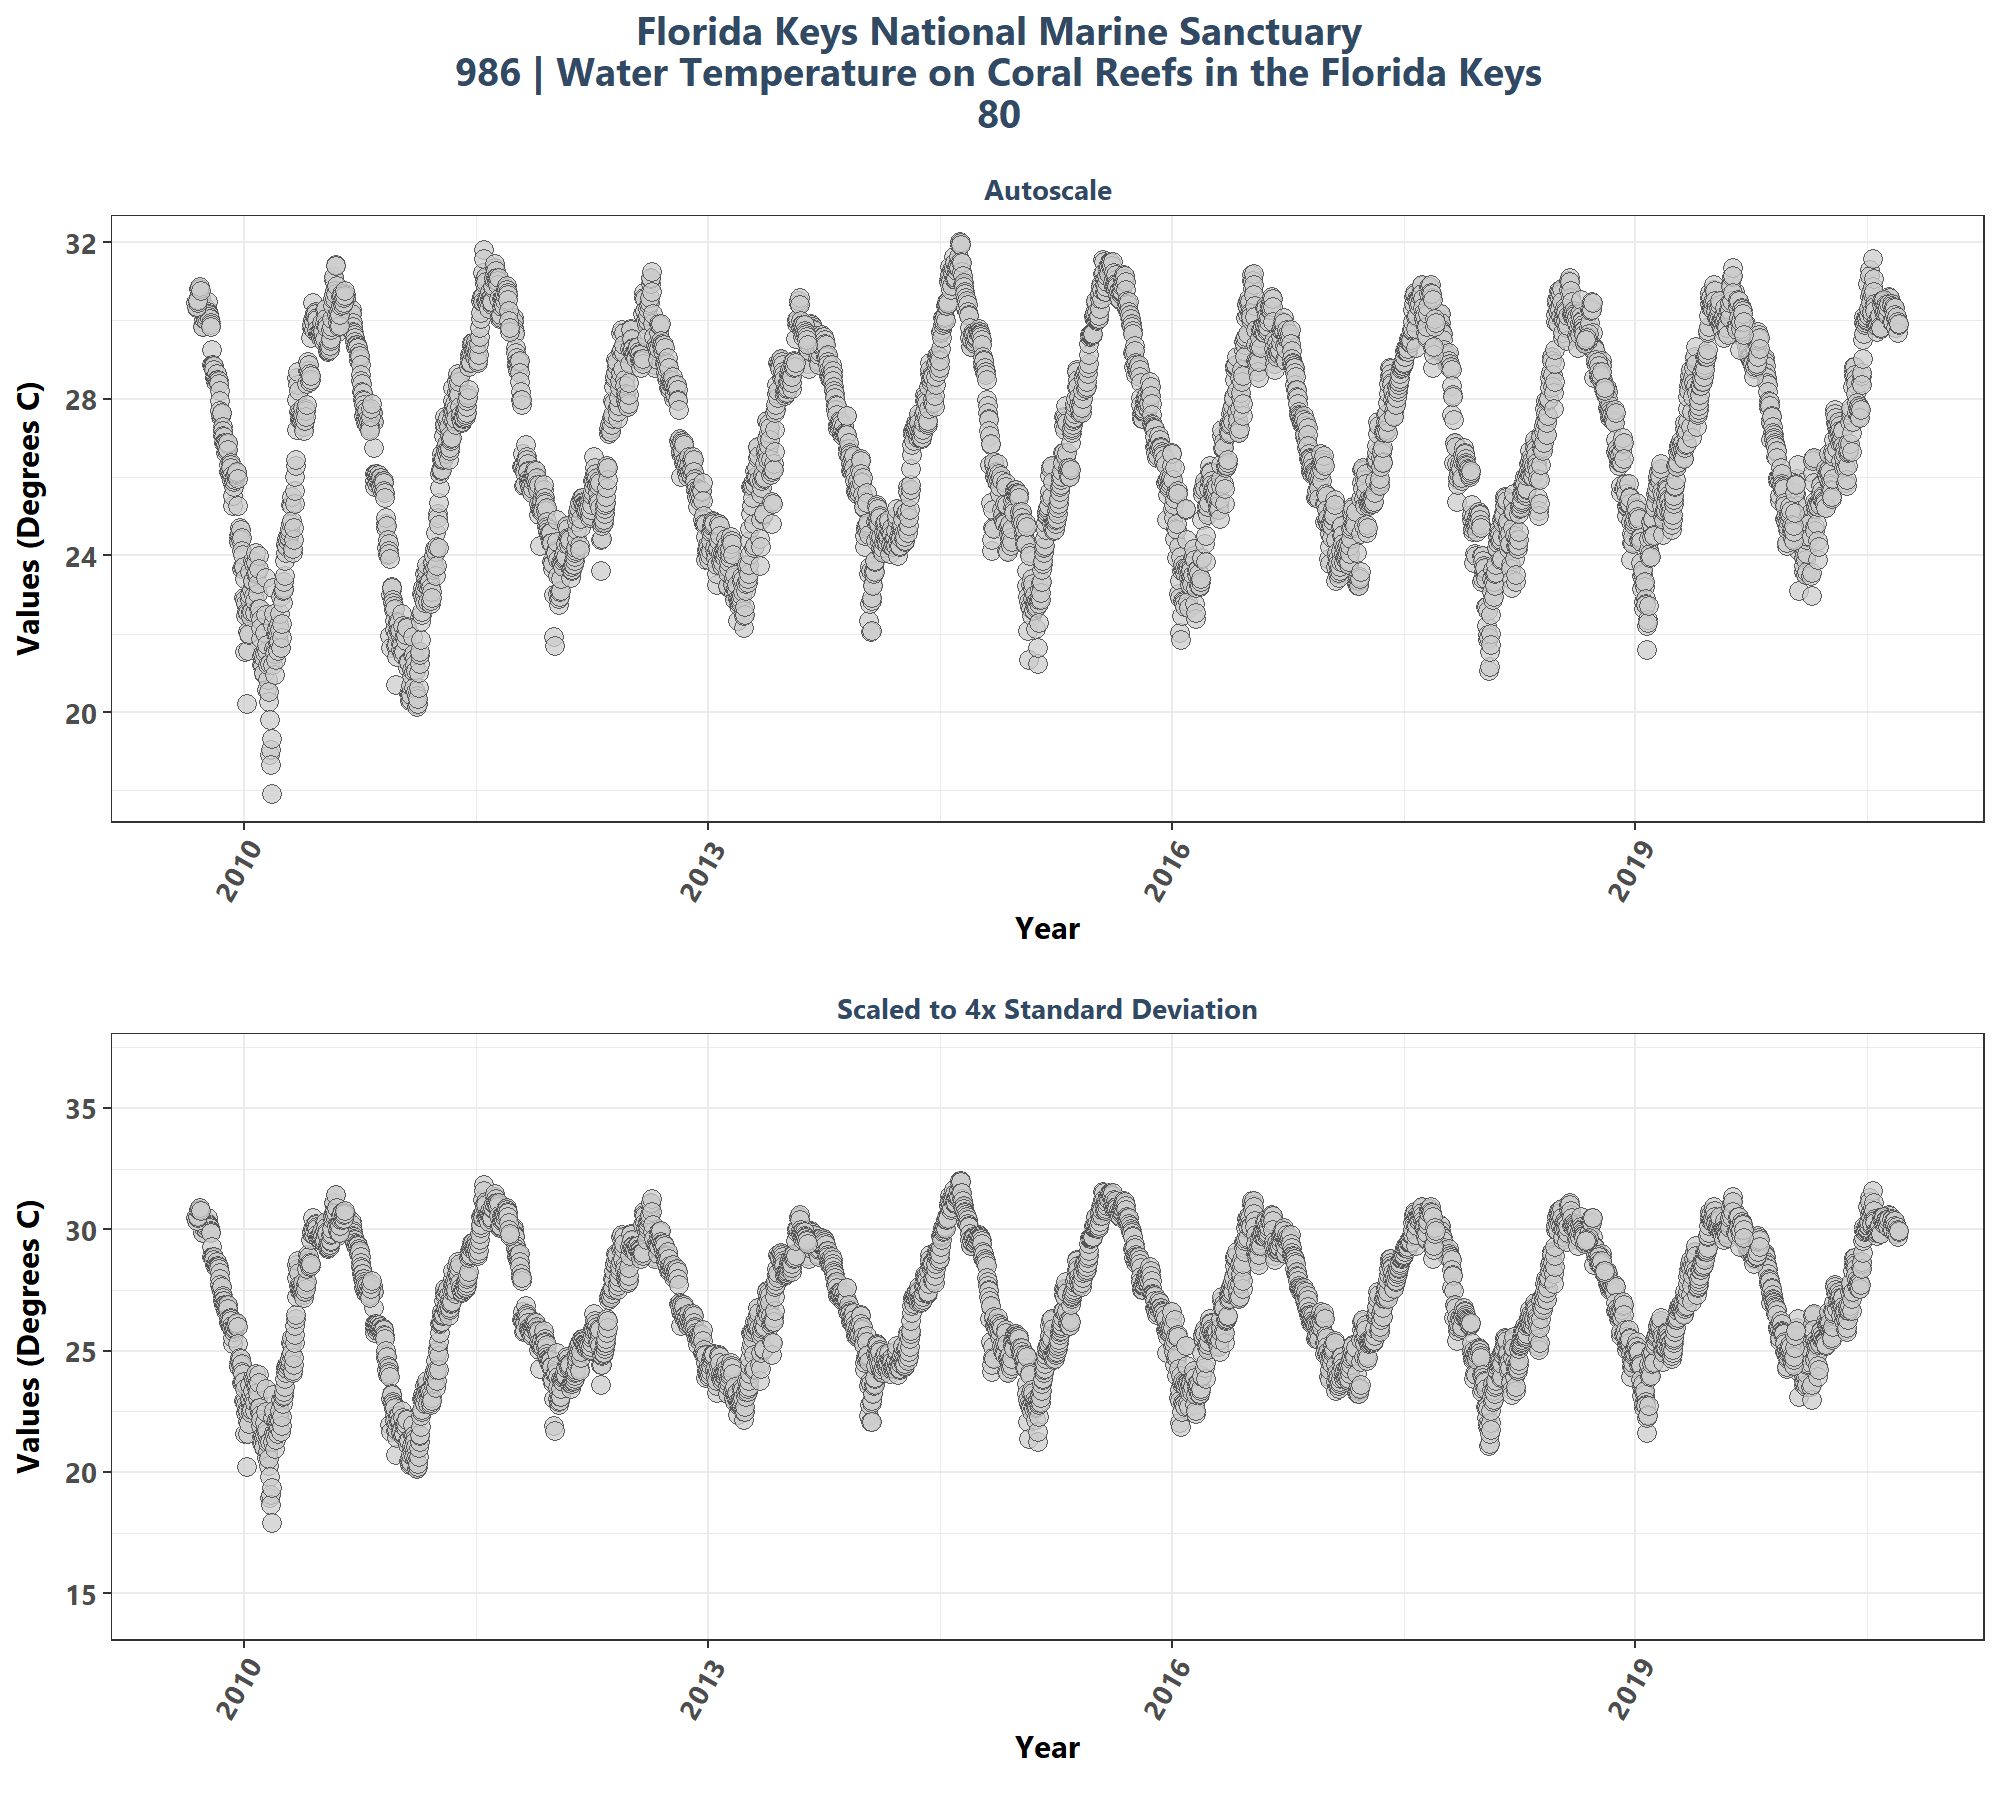 Florida Keys National Marine Sanctuary
986 | Water Temperature on Coral Reefs in the Florida Keys
80
Autoscale
Values (Degrees C)
32
28
24
20
2010
2013
2016
2019
Year
Scaled to 4x Standard Deviation
Values (Degrees C)
35
30
25
20
15
2010
2013
2016
2019
Year